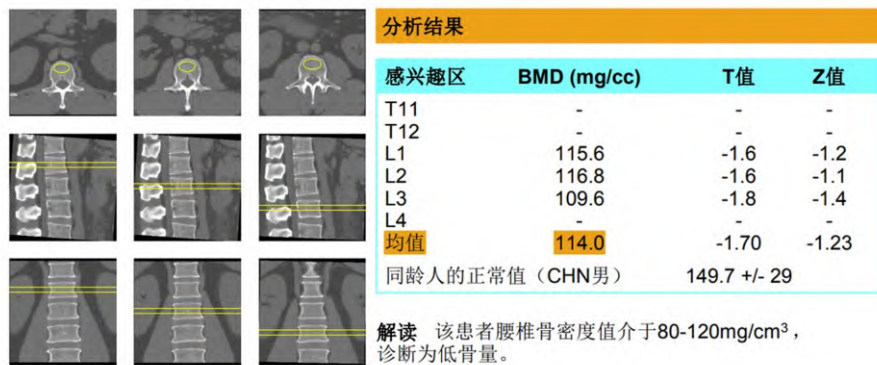 分析结果
感兴趣区 BMD (mg/cc) T值 Z值
T11 - - -
T12 - - -
L1 115.6 -1.6 -1.2
L2 116.8 -1.6 -1.1
L3 109.6 -1.8 -1.4
L4 - - -
均值 114.0 -1.70 -1.23
同龄人的正常值（CHN男） 149.7 +/- 29
解读 该患者腰椎骨密度值介于80-120mg/cm³，
诊断为低骨量。